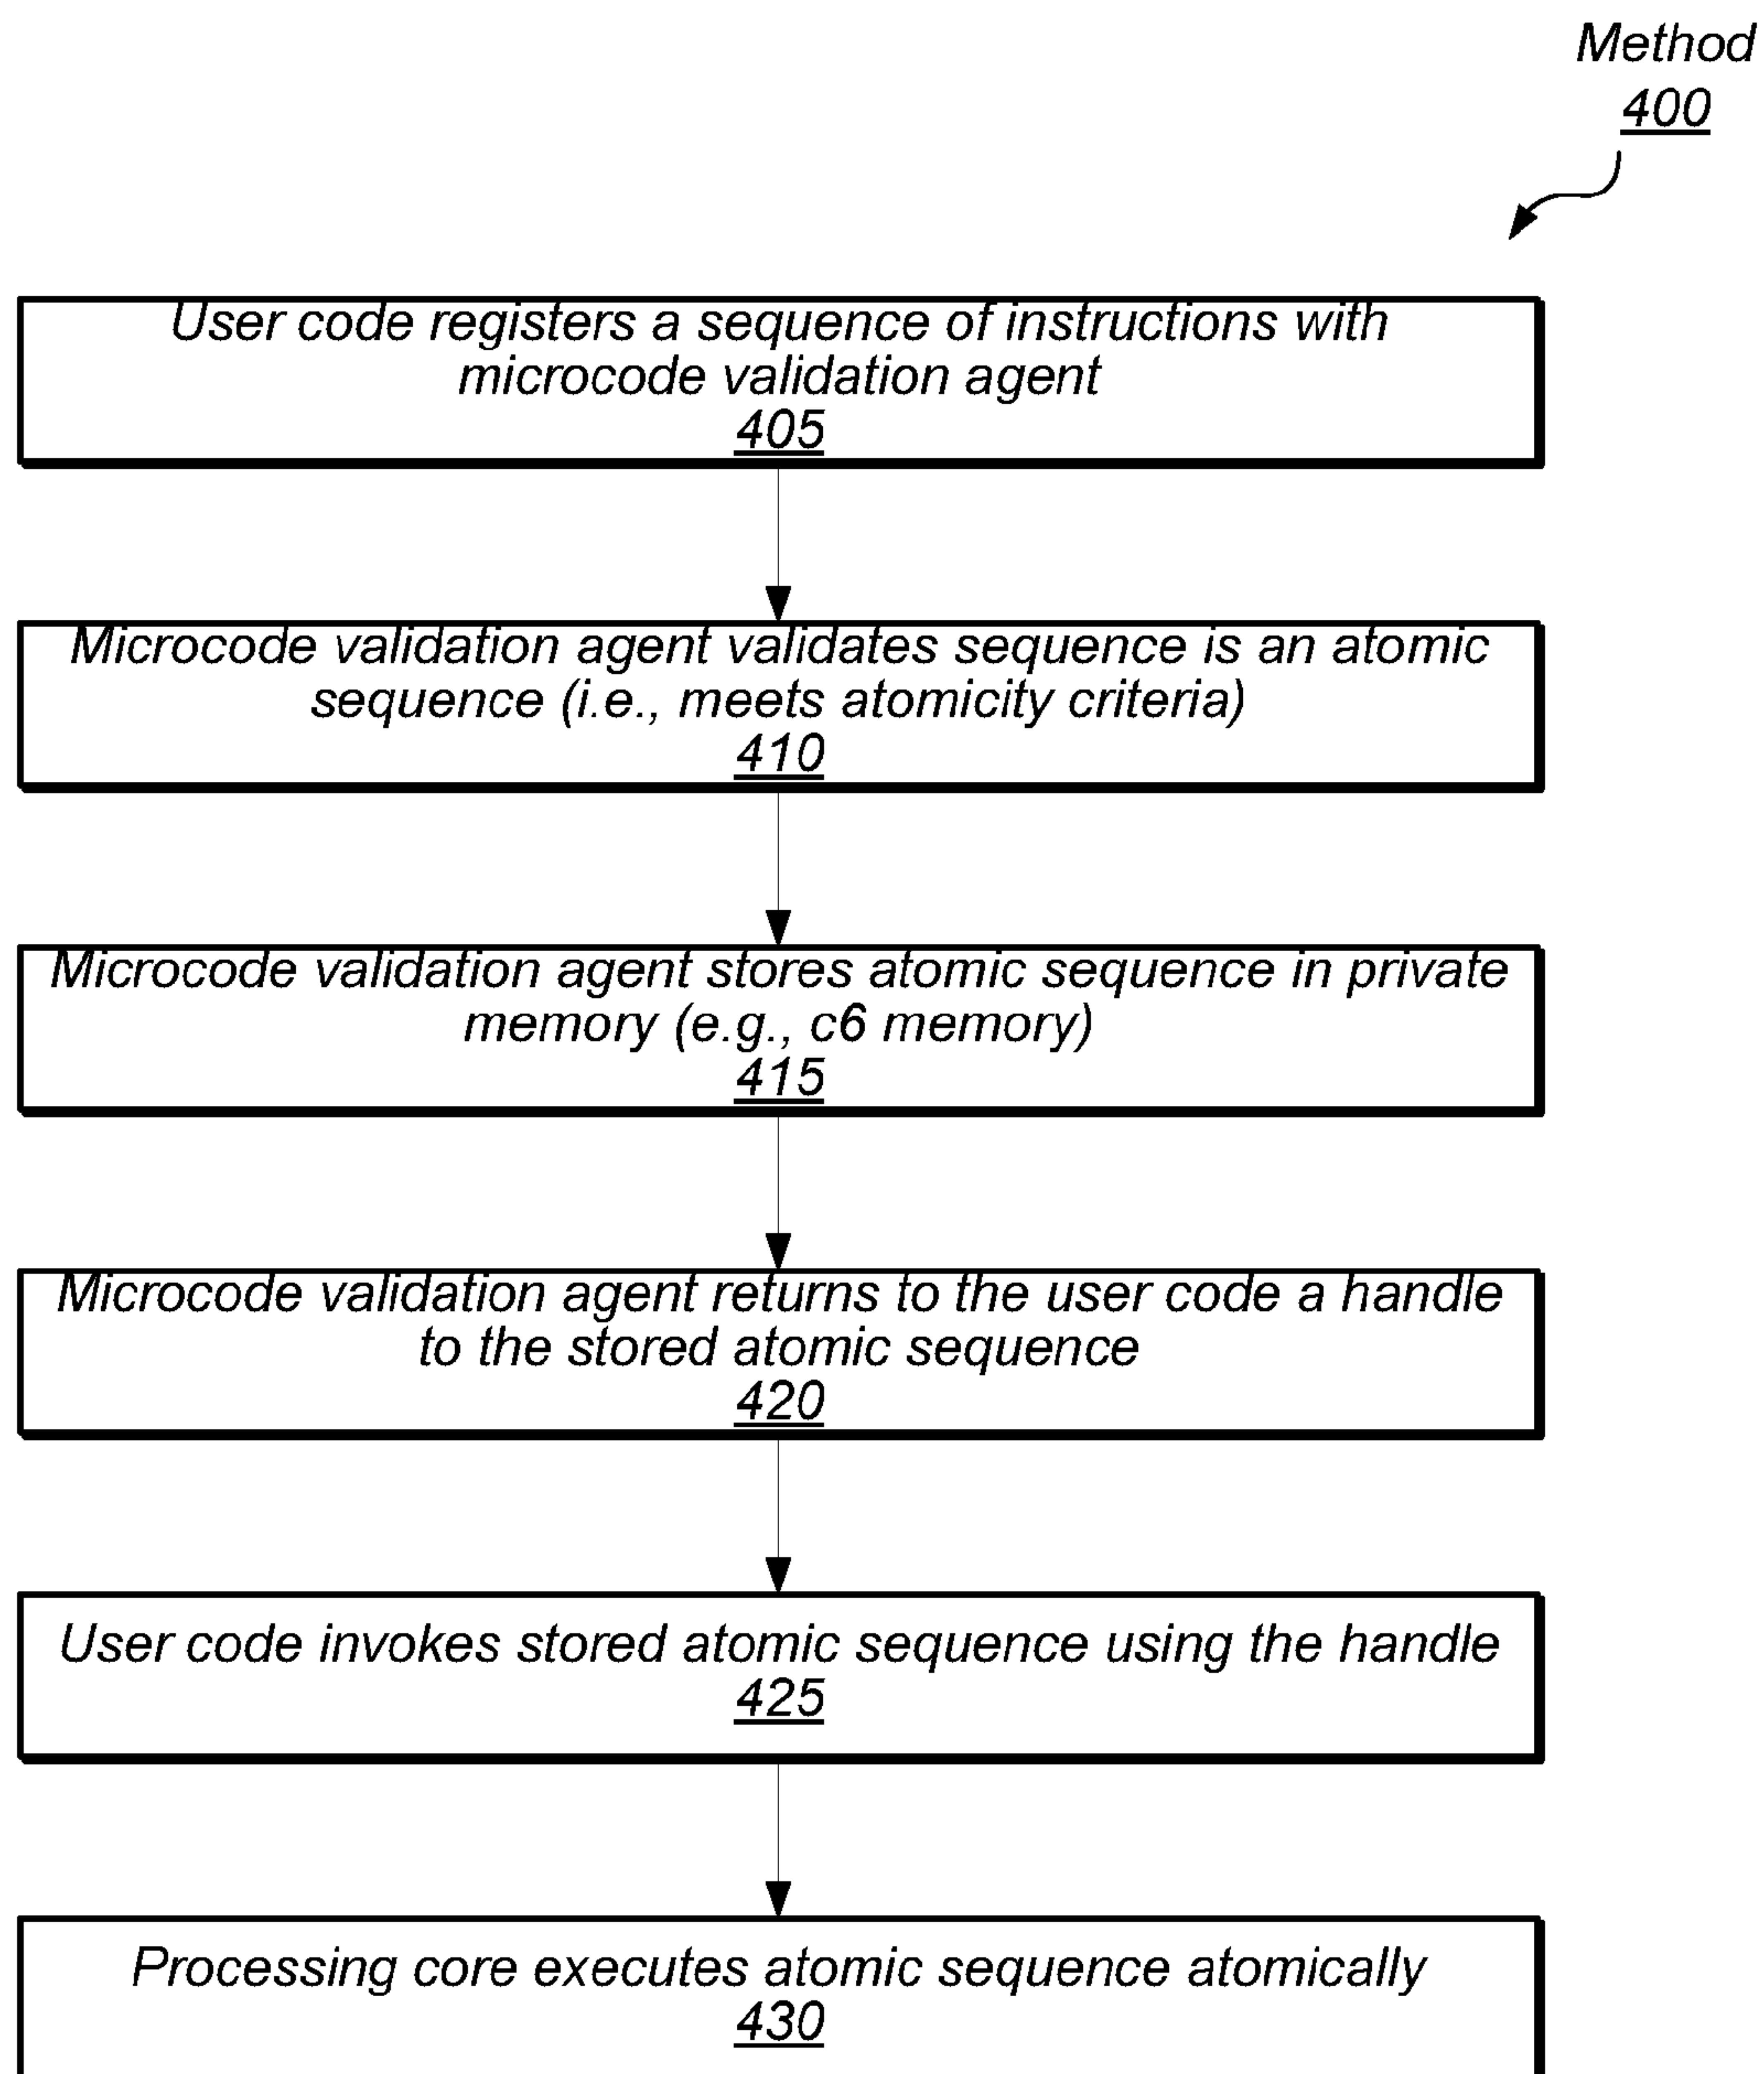 Method
400
User code registers a sequence of instructions with
microcode validation agent
405
Microcode validation agent validates sequence is an atomic
sequence (i.e., meets atomicity criteria)
410
Microcode validation agent stores atomic sequence in private
memory (e.g., c6 memory)
415
Microcode validation agent returns to the user code a handle
to the stored atomic sequence
420
User code invokes stored atomic sequence using the handle
425
Processing core executes atomic sequence atomically
430